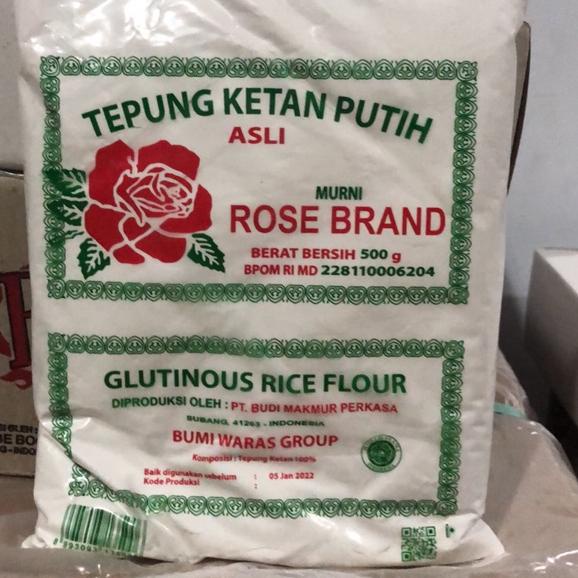 TEPUNG KETAN PUTIH
ASLI
MURNI
ROSE BRAND
BERAT BERSIH 500 g
BPOM RI MD 228110006204
GLUTINOUS RICE FLOUR
DIPRODUKSI OLEH : PT. BUDI MAKMUR PERKASA
SUBANG 41263 - INDONESIA
BUMI WARAS GROUP
Komposisi : Tepung Ketan 100%
Baik digunakan sebelum : 05 Jan 2022
Kode Produksi :